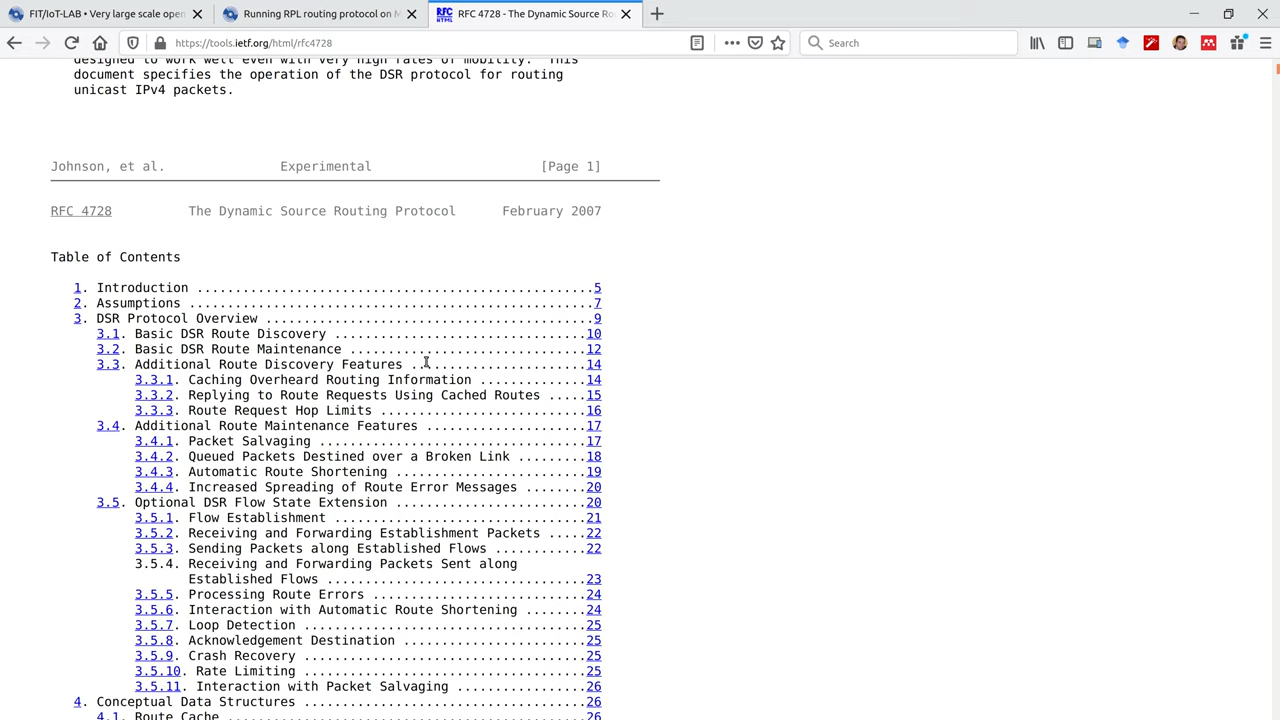 FIT/IoT-LAB • Very large scale open
Running RPL routing protocol on M
RFC 4728 - The Dynamic Source Ro
https://tools.ietf.org/html/rfc4728
Search
designed to work well even with very high rates of mobility. This
document specifies the operation of the DSR protocol for routing
unicast IPv4 packets.
Johnson, et al. Experimental [Page 1]
RFC 4728 The Dynamic Source Routing Protocol February 2007
Table of Contents
1. Introduction ....................................................5
2. Assumptions .....................................................7
3. DSR Protocol Overview ...........................................9
3.1. Basic DSR Route Discovery .................................10
3.2. Basic DSR Route Maintenance ...............................12
3.3. Additional Route Discovery Features .......................14
3.3.1. Caching Overheard Routing Information ..............14
3.3.2. Replying to Route Requests Using Cached Routes .....15
3.3.3. Route Request Hop Limits ...........................16
3.4. Additional Route Maintenance Features .....................17
3.4.1. Packet Salvaging ...................................17
3.4.2. Queued Packets Destined over a Broken Link .........18
3.4.3. Automatic Route Shortening .........................19
3.4.4. Increased Spreading of Route Error Messages ........20
3.5. Optional DSR Flow State Extension .........................20
3.5.1. Flow Establishment .................................21
3.5.2. Receiving and Forwarding Establishment Packets .....22
3.5.3. Sending Packets along Established Flows ............22
3.5.4. Receiving and Forwarding Packets Sent along
Established Flows ..................................23
3.5.5. Processing Route Errors ............................24
3.5.6. Interaction with Automatic Route Shortening ........24
3.5.7. Loop Detection .....................................25
3.5.8. Acknowledgement Destination ........................25
3.5.9. Crash Recovery .....................................25
3.5.10. Rate Limiting .....................................25
3.5.11. Interaction with Packet Salvaging .................26
4. Conceptual Data Structures .....................................26
4.1. Route Cache ...............................................26